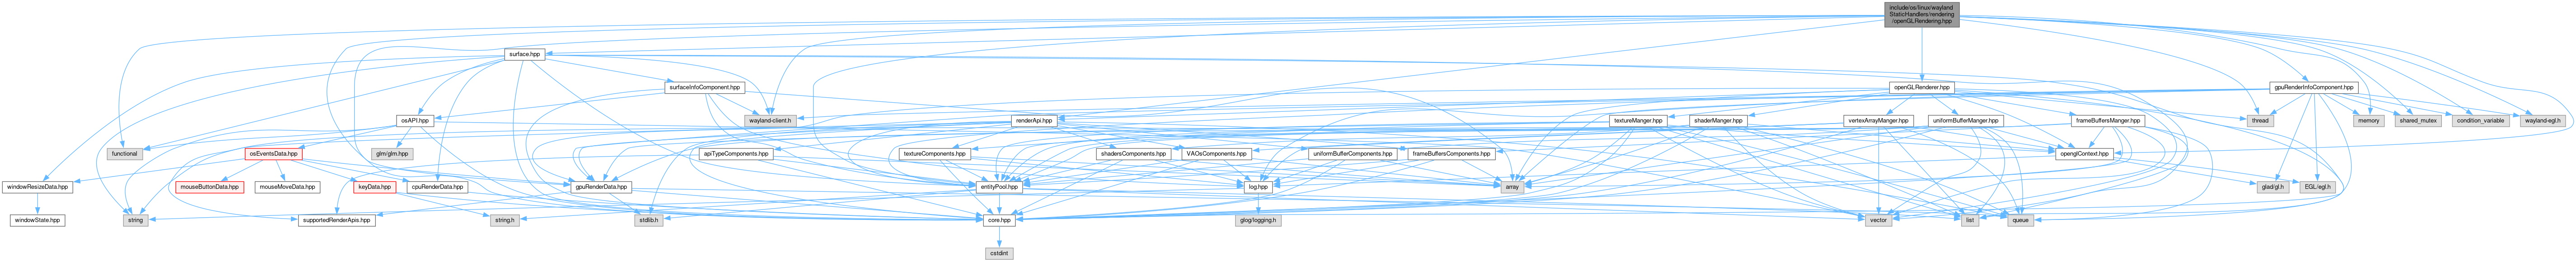 include/os/linux/wayland
StaticHandlers/rendering
/openGLRendering.hpp
surface.hpp
surfaceInfoComponent.hpp
openGLRenderer.hpp
gpuRenderInfoComponent.hpp
osAPI.hpp
wayland-client.h
renderApi.hpp
textureManger.hpp
shaderManger.hpp
vertexArrayManger.hpp
uniformBufferManger.hpp
frameBuffersManger.hpp
thread
memory
shared_mutex
condition_variable
wayland-egl.h
functional
glm/glm.hpp
osEventsData.hpp
apiTypeComponents.hpp
textureComponents.hpp
shadersComponents.hpp
VAOsComponents.hpp
uniformBufferComponents.hpp
frameBuffersComponents.hpp
openglContext.hpp
windowResizeData.hpp
mouseButtonData.hpp
mouseMoveData.hpp
keyData.hpp
cpuRenderData.hpp
gpuRenderData.hpp
entityPool.hpp
log.hpp
array
glad/gl.h
EGL/egl.h
windowState.hpp
string
supportedRenderApis.hpp
string.h
stdlib.h
core.hpp
glog/logging.h
vector
list
queue
cstdint